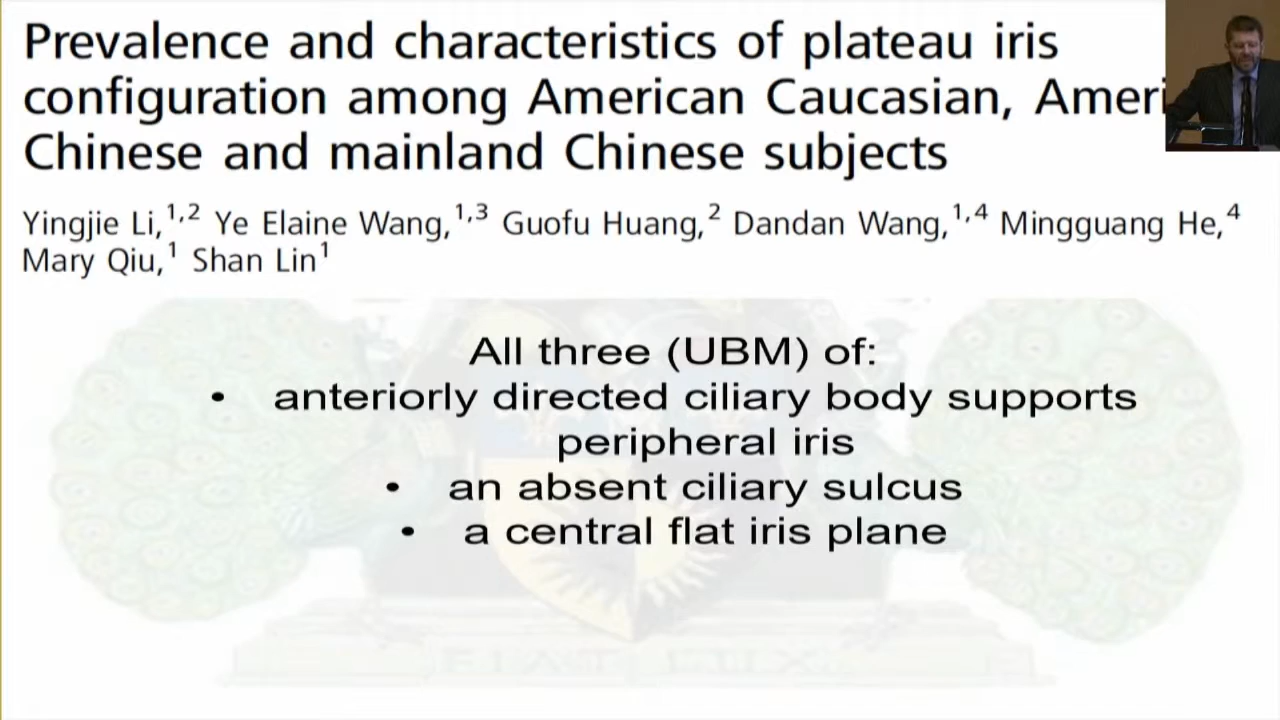 Prevalence and characteristics of plateau iris
configuration among American Caucasian, Ameri
Chinese and mainland Chinese subjects
Yingjie Li,1,2 Ye Elaine Wang,1,3 Guofu Huang,2 Dandan Wang,1,4 Mingguang He,4
Mary Qiu,1 Shan Lin1
All three (UBM) of:
• anteriorly directed ciliary body supports
peripheral iris
• an absent ciliary sulcus
• a central flat iris plane